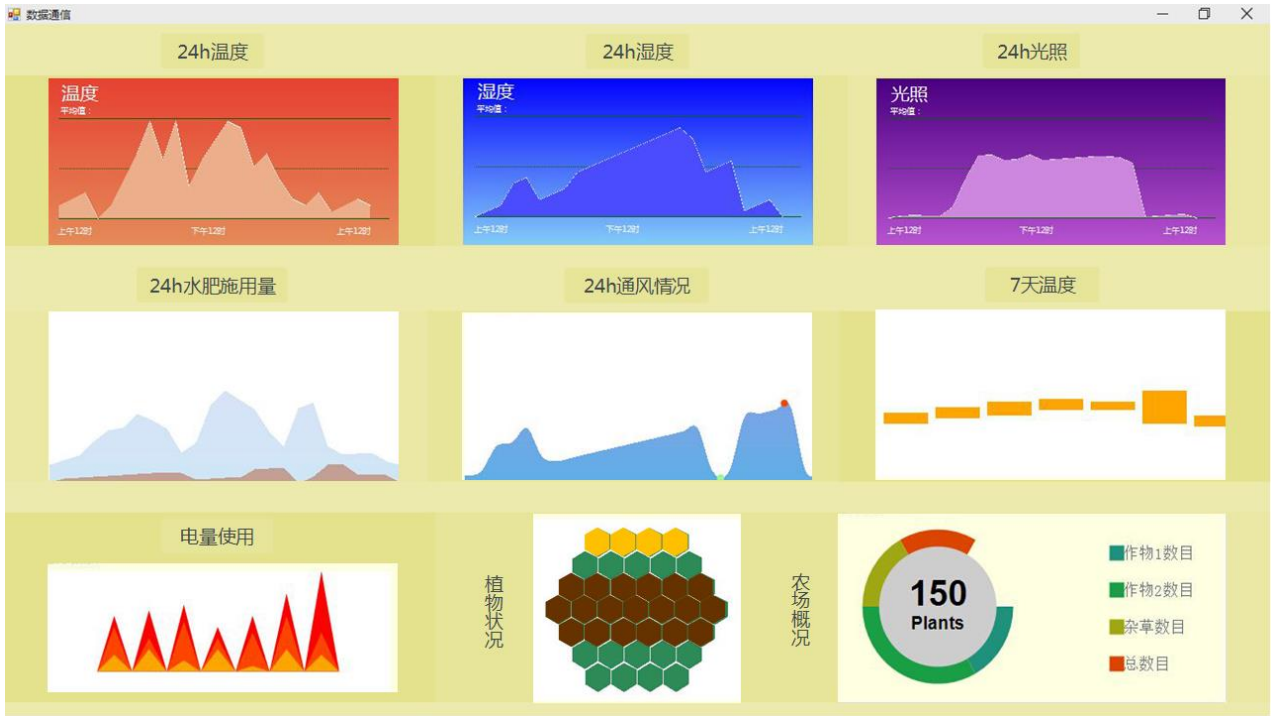 数据通信
24h温度
24h湿度
24h光照
温度
平均值：
上午12时
下午12时
上午12时
湿度
平均值：
上午12时
下午12时
上午12时
光照
平均值：
上午12时
下午12时
上午12时
24h水肥施用量
24h通风情况
7天温度
电量使用
植物状况
农场概况
150
Plants
作物1数目
作物2数目
杂草数目
总数目